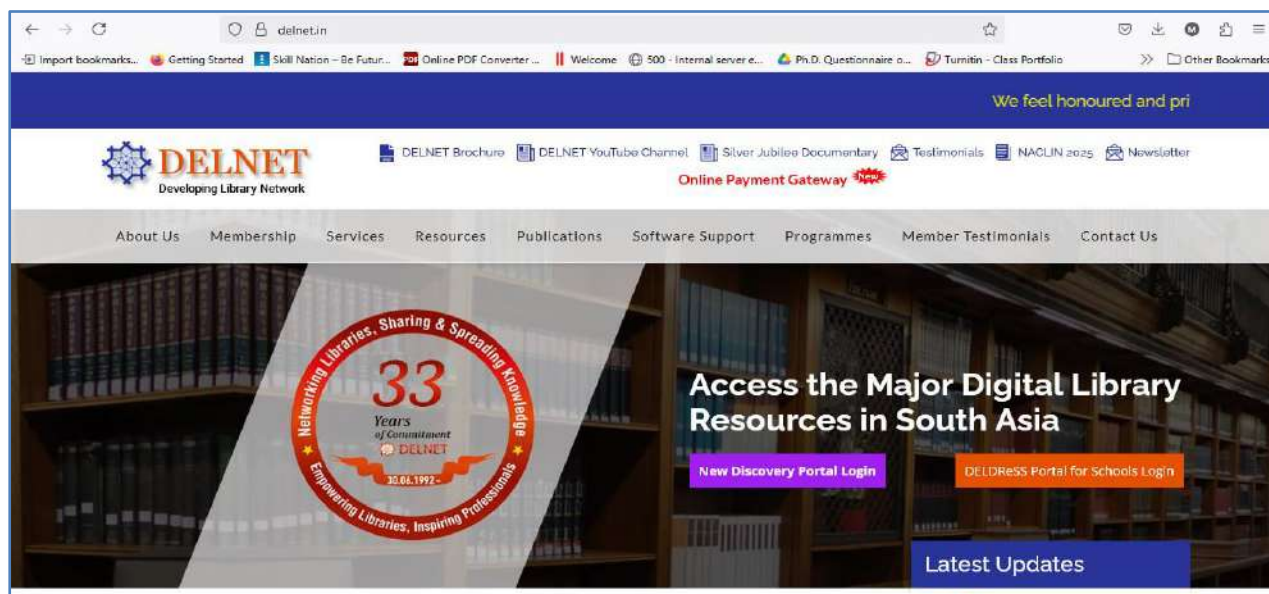 delnet.in
Import bookmarks... Getting Started Skill Nation – Be Futur... Online PDF Converter ... Welcome 500 - Internal server e... Ph.D. Questionnaire o... Turnitin - Class Portfolio Other Bookmarks
We feel honoured and pri
DELNET
Developing Library Network
DELNET Brochure DELNET YouTube Channel Silver Jubilee Documentary Testimonials NACLIN 2025 Newsletter
Online Payment Gateway New
About Us Membership Services Resources Publications Software Support Programmes Member Testimonials Contact Us
Networking Libraries, Sharing & Spreading Knowledge
33
Years
of Commitment
DELNET
30.06.1992 -
Empowering Libraries, Inspiring Professionals
Access the Major Digital Library
Resources in South Asia
New Discovery Portal Login DELDReSS Portal for Schools Login
Latest Updates